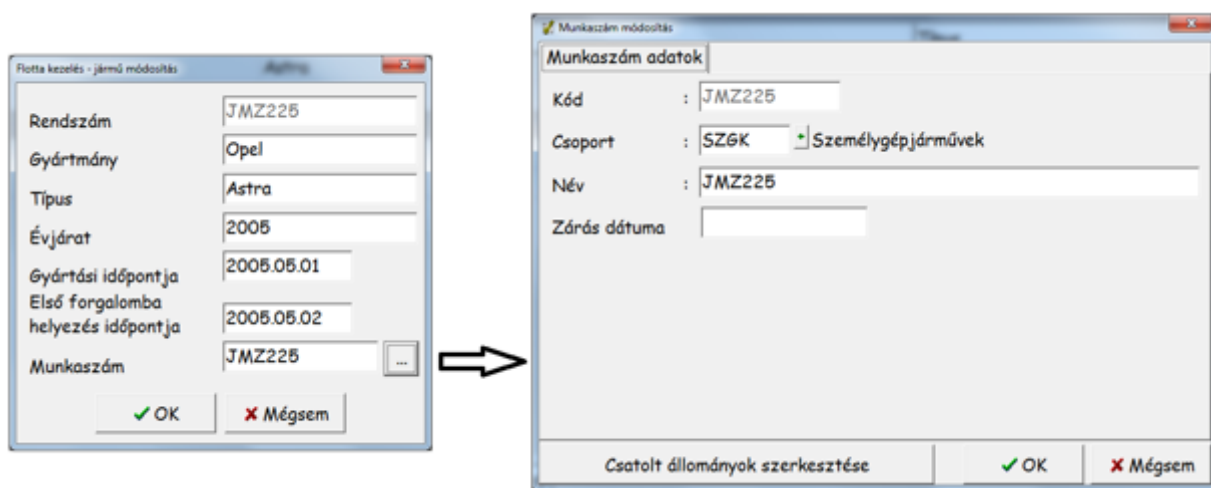 Flotta kezelés - jármű módosítás
Astra
Rendszám JMZ225
Gyártmány Opel
Típus Astra
Évjárat 2005
Gyártási időpontja 2005.05.01
Első forgalomba
helyezés időpontja 2005.05.02
Munkaszám JMZ225 ...
OK Mégsem
Munkaszám módosítás
Munkaszám adatok
Kód : JMZ225
Csoport : SZGK Személygépjárművek
Név : JMZ225
Zárás dátuma
Csatolt állományok szerkesztése OK Mégsem